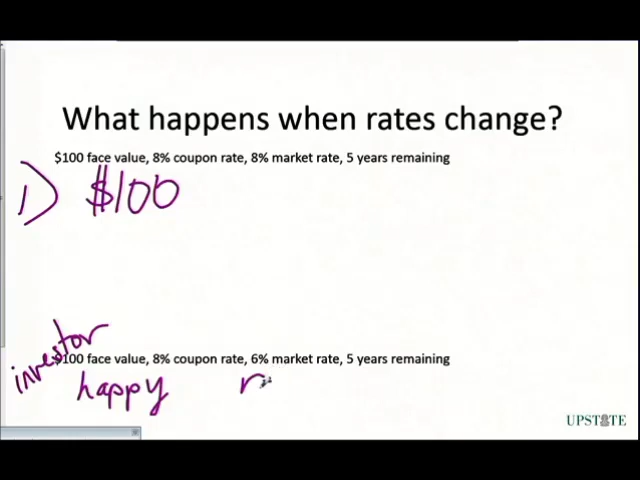 What happens when rates change?
$100 face value, 8% coupon rate, 8% market rate, 5 years remaining
1) $100
investor
$100 face value, 8% coupon rate, 6% market rate, 5 years remaining
happy r
UPSTATE